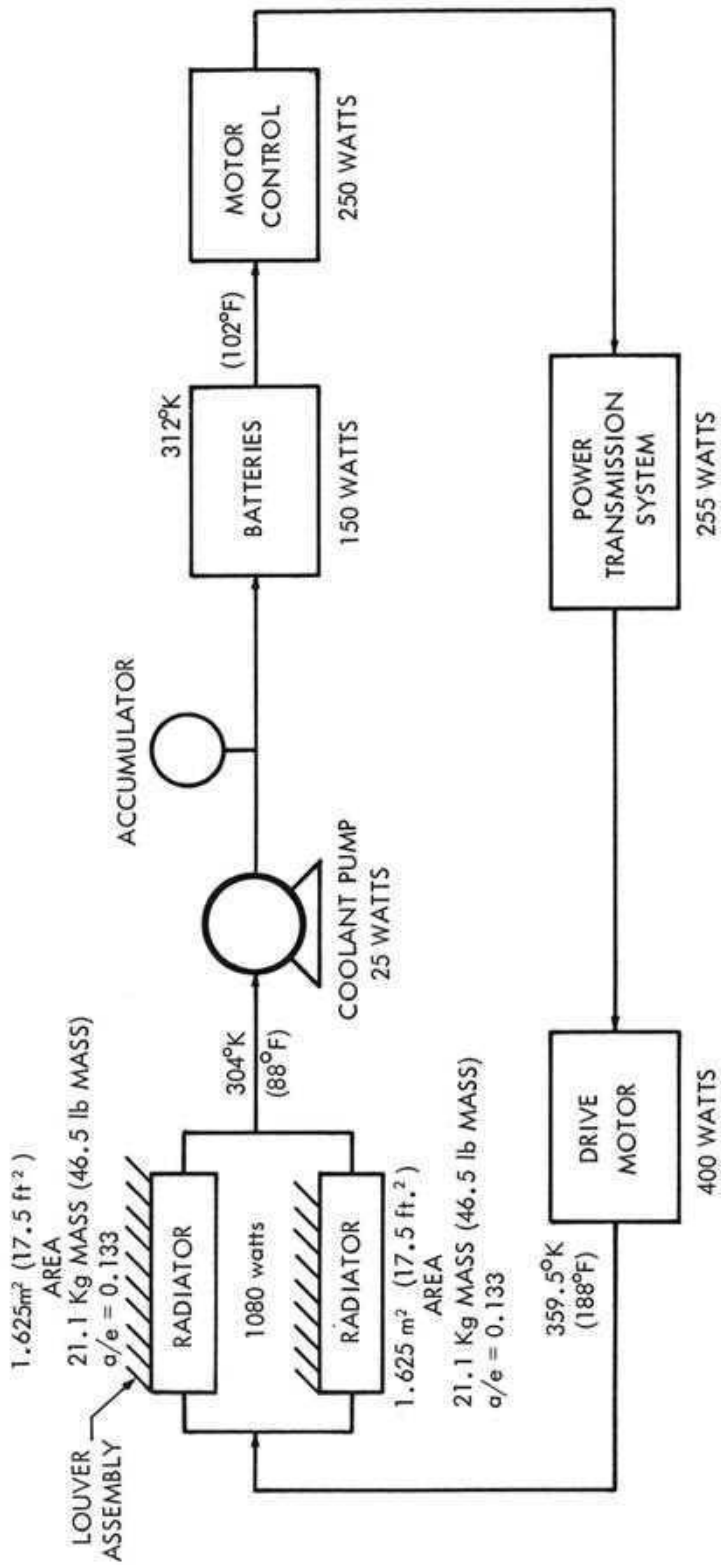 1.625m² (17.5 ft²)
AREA
21.1 Kg MASS (46.5 lb MASS)
a/e = 0.133
LOUVER
ASSEMBLY
RADIATOR
1080 watts
RADIATOR
1.625 m² (17.5 ft.²)
AREA
21.1 Kg MASS (46.5 lb MASS)
a/e = 0.133
304°K
(88°F)
COOLANT PUMP
25 WATTS
ACCUMULATOR
BATTERIES
150 WATTS
312°K
(102°F)
MOTOR
CONTROL
250 WATTS
POWER
TRANSMISSION
SYSTEM
255 WATTS
DRIVE
MOTOR
400 WATTS
359.5°K
(188°F)